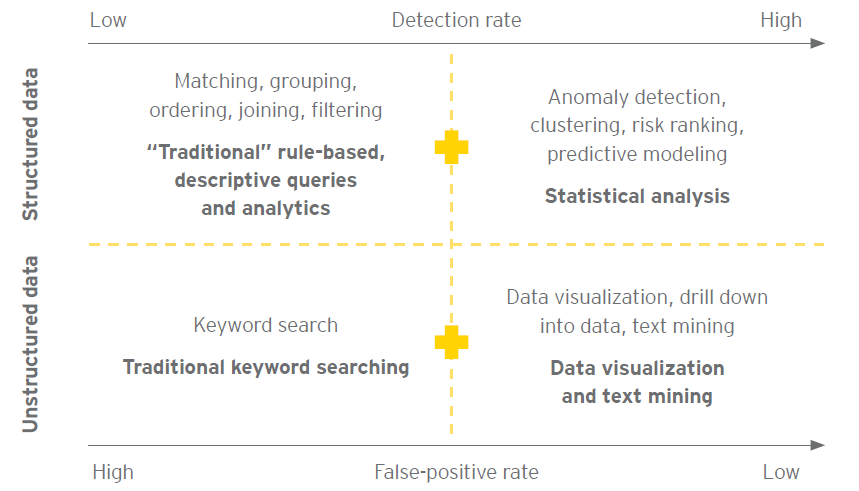 Low Detection rate High
Structured data
Matching, grouping,
ordering, joining, filtering
“Traditional” rule-based,
descriptive queries
and analytics
Anomaly detection,
clustering, risk ranking,
predictive modeling
Statistical analysis
Unstructured data
Keyword search
Traditional keyword searching
Data visualization, drill down
into data, text mining
Data visualization
and text mining
High False-positive rate Low